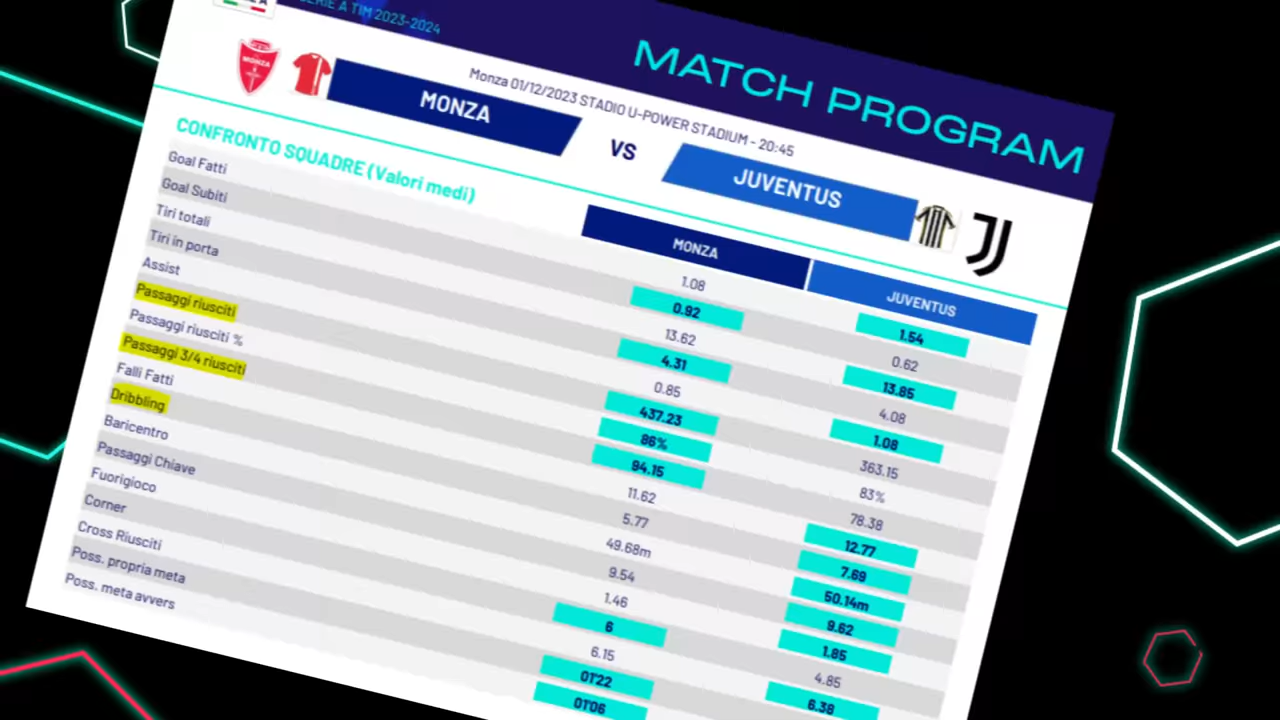 SERIE A TIM 2023-2024
MATCH PROGRAM
Monza 01/12/2023 STADIO U-POWER STADIUM - 20:45
MONZA
MONZA VS JUVENTUS
CONFRONTO SQUADRE (Valori medi)
MONZA JUVENTUS
Goal Fatti 1.08 1.54
Goal Subiti 0.92 0.62
Tiri totali 13.62 13.85
Tiri in porta 4.31 4.08
Assist 0.85 1.08
Passaggi riusciti 437.23 363.15
Passaggi riusciti % 86% 83%
Passaggi 3/4 riusciti 94.15 78.38
Falli Fatti 11.62 12.77
Dribbling 5.77 7.69
Baricentro 49.68m 50.14m
Passaggi Chiave 9.54 9.62
Fuorigioco 1.46 1.85
Corner 6 4.85
Cross Riusciti 6.15 6.38
Poss. propria meta 01'22
Poss. meta avvers 01'06